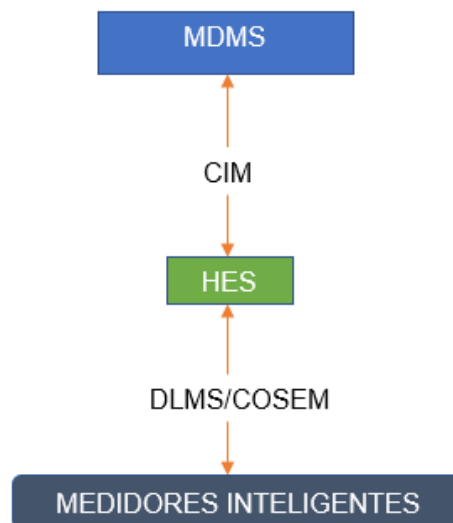 MDMS
CIM
HES
DLMS/COSEM
MEDIDORES INTELIGENTES